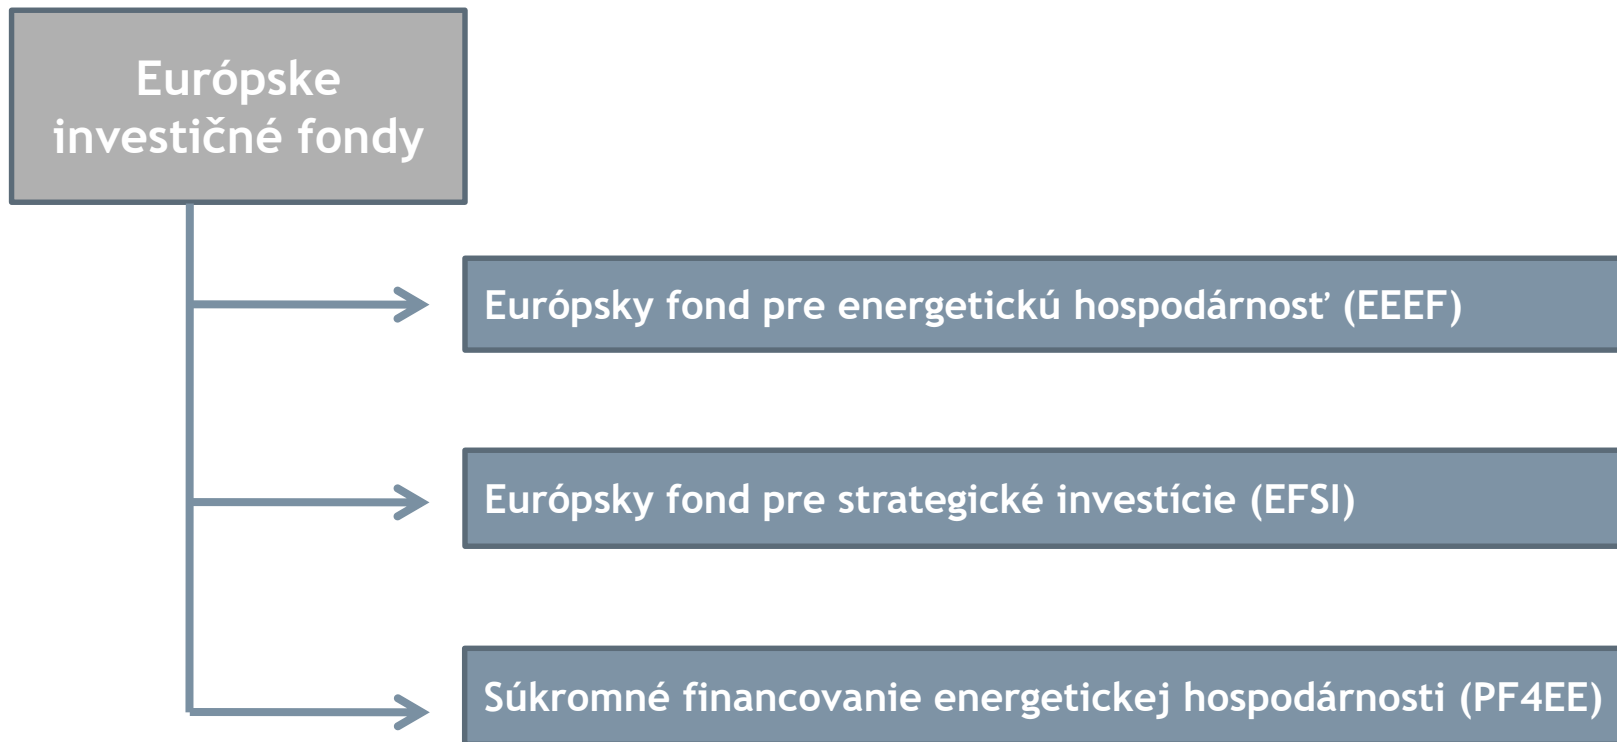 Európske
investičné fondy
Európsky fond pre energetickú hospodárnosť (EEEF)
Európsky fond pre strategické investície (EFSI)
Súkromné financovanie energetickej hospodárnosti (PF4EE)